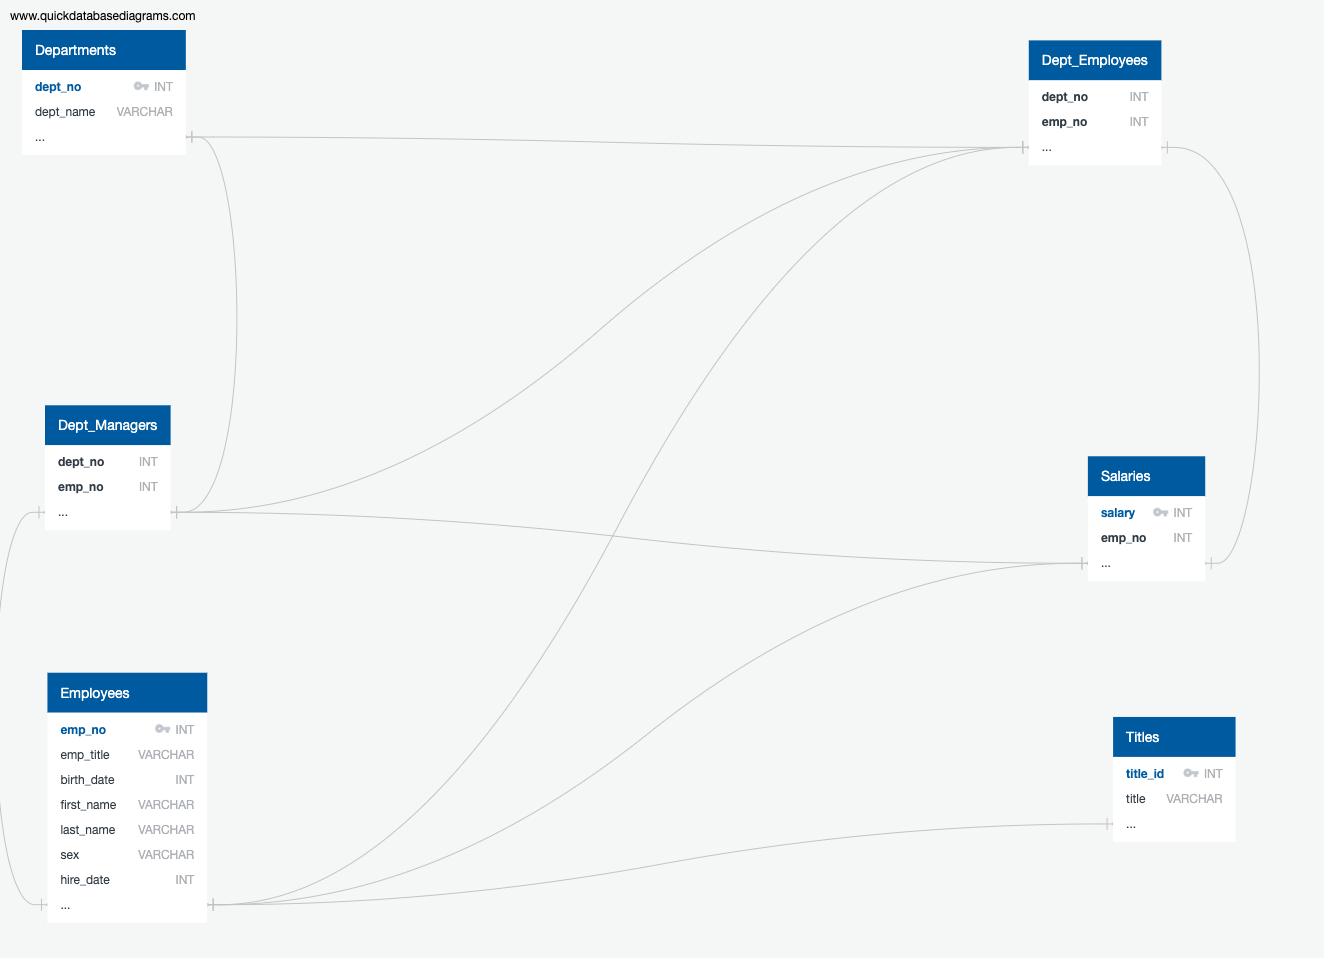 www.quickdatabasediagrams.com
Departments
dept_no INT
dept_name VARCHAR
...
Dept_Employees
dept_no INT
emp_no INT
...
Dept_Managers
dept_no INT
emp_no INT
...
Salaries
salary INT
emp_no INT
...
Employees
emp_no INT
emp_title VARCHAR
birth_date INT
first_name VARCHAR
last_name VARCHAR
sex VARCHAR
hire_date INT
...
Titles
title_id INT
title VARCHAR
...